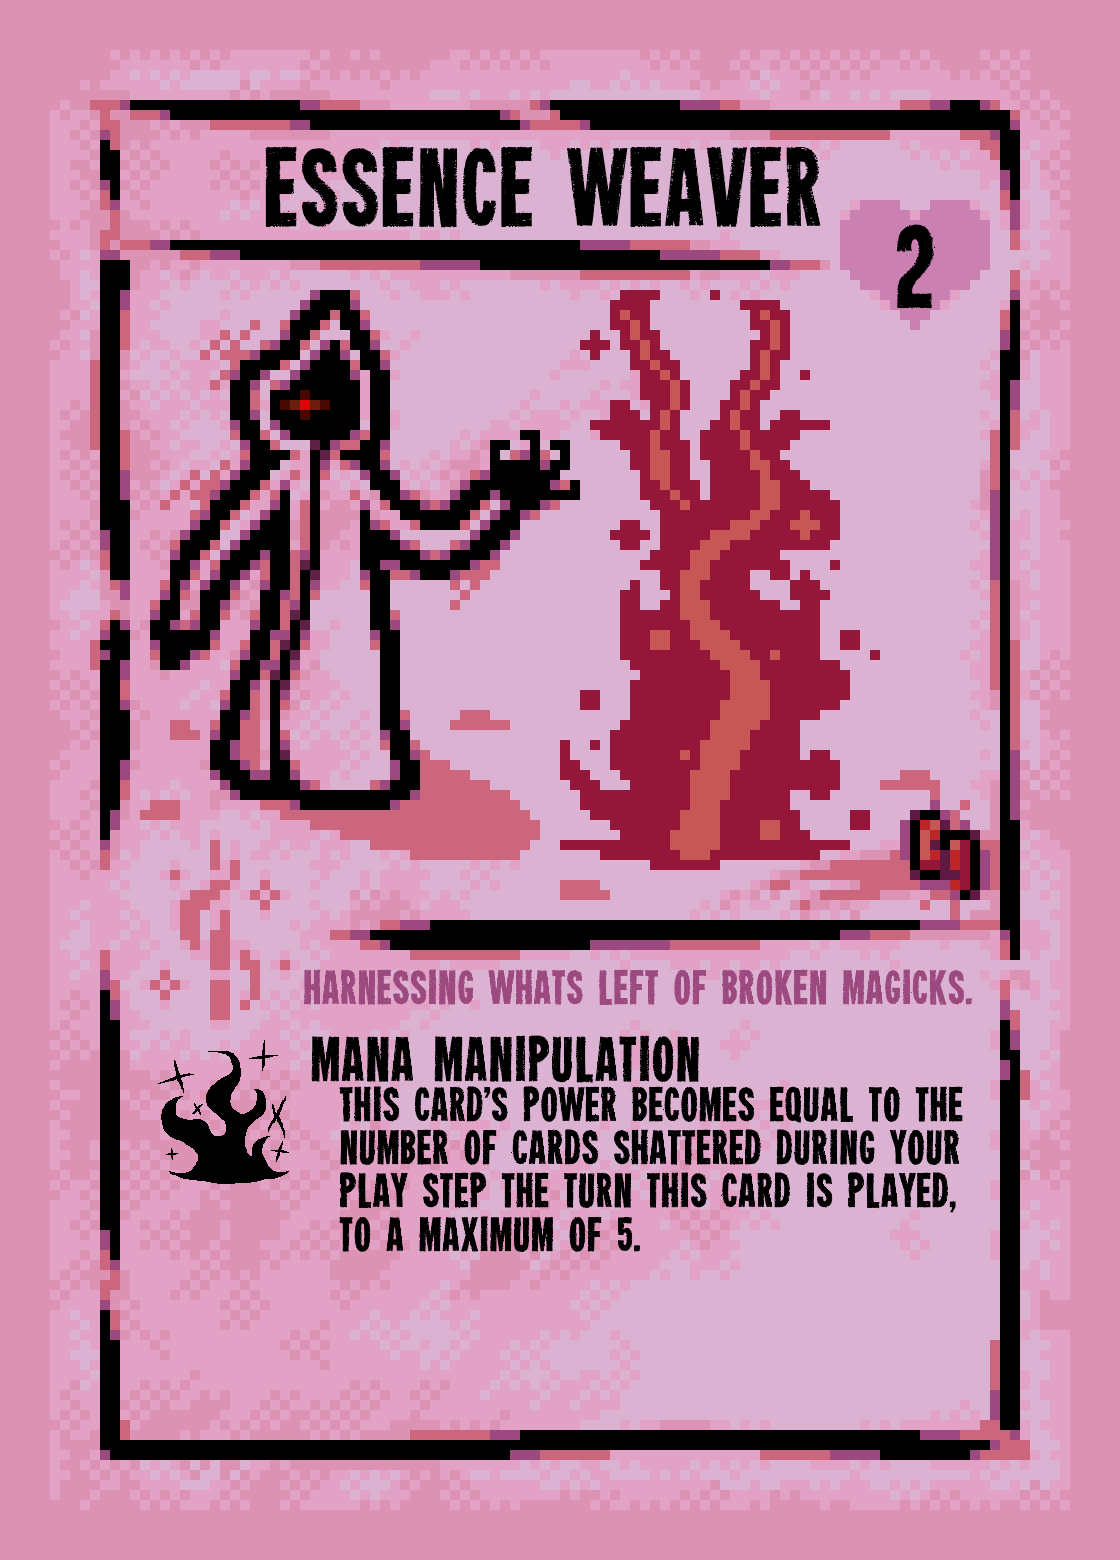 ESSENCE WEAVER
2
HARNESSING WHATS LEFT OF BROKEN MAGICKS.
MANA MANIPULATION
THIS CARD'S POWER BECOMES EQUAL TO THE
NUMBER OF CARDS SHATTERED DURING YOUR
PLAY STEP THE TURN THIS CARD IS PLAYED,
TO A MAXIMUM OF 5.